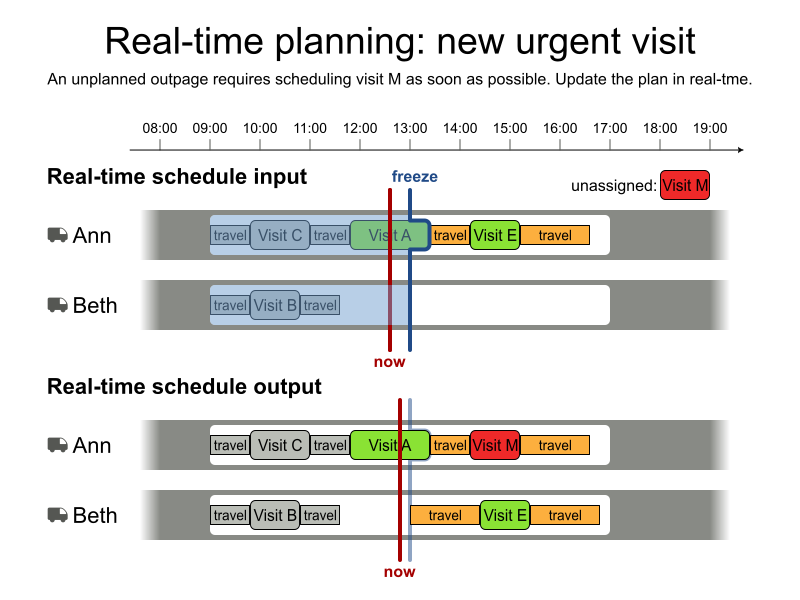 Real-time planning: new urgent visit
An unplanned outpage requires scheduling visit M as soon as possible. Update the plan in real-tme.
08:00 09:00 10:00 11:00 12:00 13:00 14:00 15:00 16:00 17:00 18:00 19:00
Real-time schedule input
freeze
unassigned: Visit M
Ann travel Visit C travel Visit A travel Visit E travel
Beth travel Visit B travel
now
Real-time schedule output
Ann travel Visit C travel Visit A travel Visit M travel
Beth travel Visit B travel travel Visit E travel
now